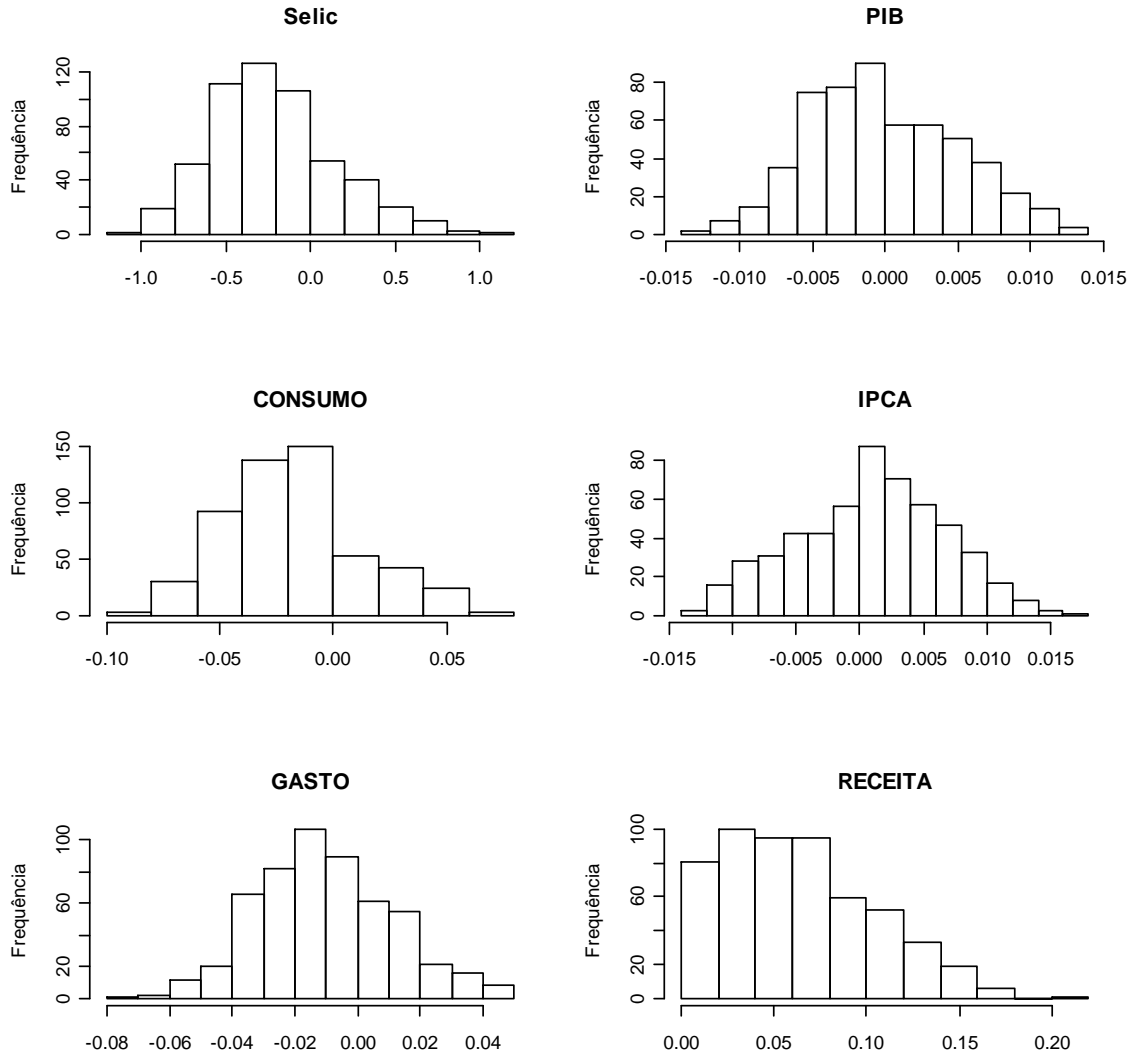 Selic
Frequência
0 40 80 120
-1.0 -0.5 0.0 0.5 1.0
PIB
Frequência
0 20 40 60 80
-0.015 -0.010 -0.005 0.000 0.005 0.010 0.015
CONSUMO
Frequência
0 50 100 150
-0.10 -0.05 0.00 0.05
IPCA
Frequência
0 20 40 60 80
-0.015 -0.005 0.000 0.005 0.010 0.015
GASTO
Frequência
0 20 60 100
-0.08 -0.06 -0.04 -0.02 0.00 0.02 0.04
RECEITA
Frequência
0 20 60 100
0.00 0.05 0.10 0.15 0.20